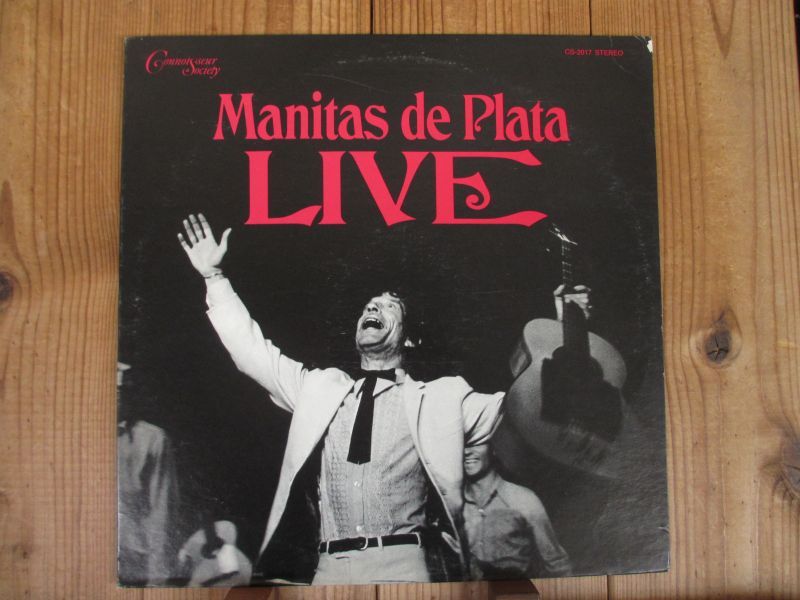 Connoisseur
Society
CS-2017 STEREO
Manitas de Plata
LIVE